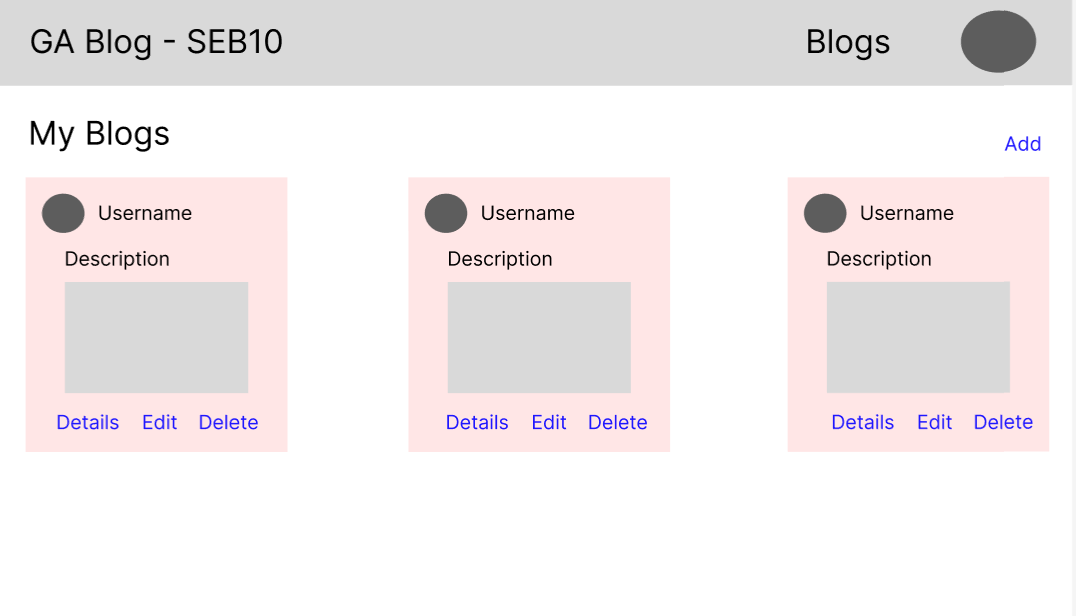 GA Blog - SEB10 Blogs
My Blogs
Add
Username Username Username
Description Description Description
Details Edit Delete Details Edit Delete Details Edit Delete